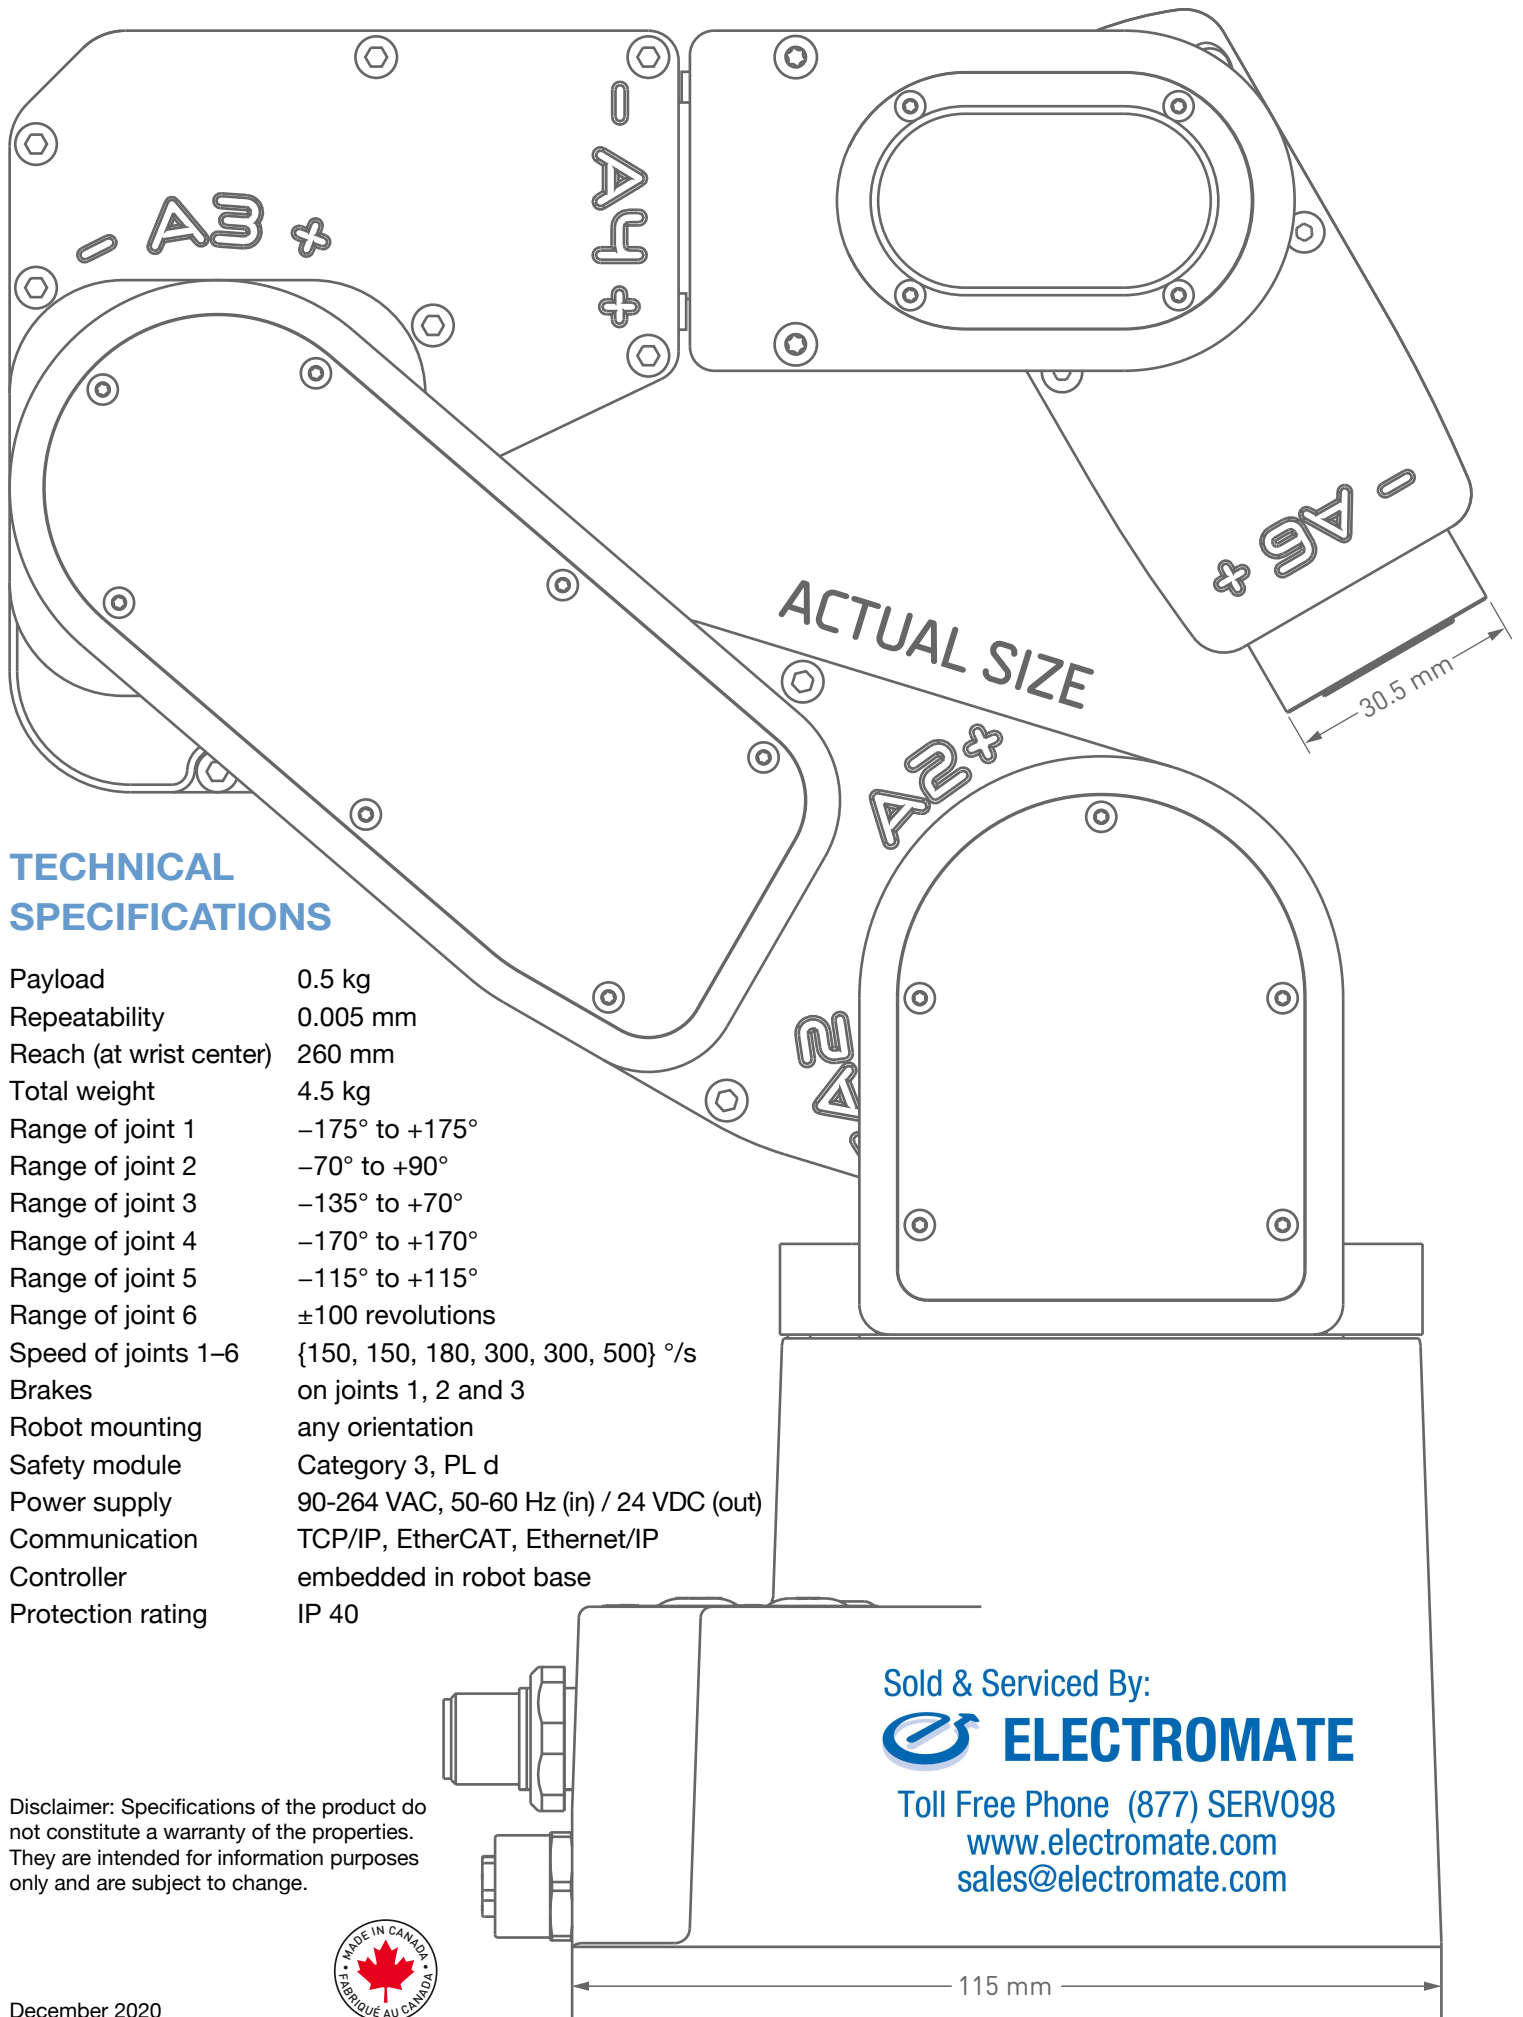 - A3 +
- A4 +
- A6 +
ACTUAL SIZE
30.5 mm
A2+
A2
TECHNICAL
SPECIFICATIONS
Payload 0.5 kg
Repeatability 0.005 mm
Reach (at wrist center) 260 mm
Total weight 4.5 kg
Range of joint 1 −175° to +175°
Range of joint 2 −70° to +90°
Range of joint 3 −135° to +70°
Range of joint 4 −170° to +170°
Range of joint 5 −115° to +115°
Range of joint 6 ±100 revolutions
Speed of joints 1–6 {150, 150, 180, 300, 300, 500} °/s
Brakes on joints 1, 2 and 3
Robot mounting any orientation
Safety module Category 3, PL d
Power supply 90-264 VAC, 50-60 Hz (in) / 24 VDC (out)
Communication TCP/IP, EtherCAT, Ethernet/IP
Controller embedded in robot base
Protection rating IP 40
Sold & Serviced By:
ELECTROMATE
Toll Free Phone (877) SERVO98
www.electromate.com
sales@electromate.com
Disclaimer: Specifications of the product do
not constitute a warranty of the properties.
They are intended for information purposes
only and are subject to change.
• MADE IN CANADA •
FABRIQUÉ AU CANADA
December 2020
115 mm